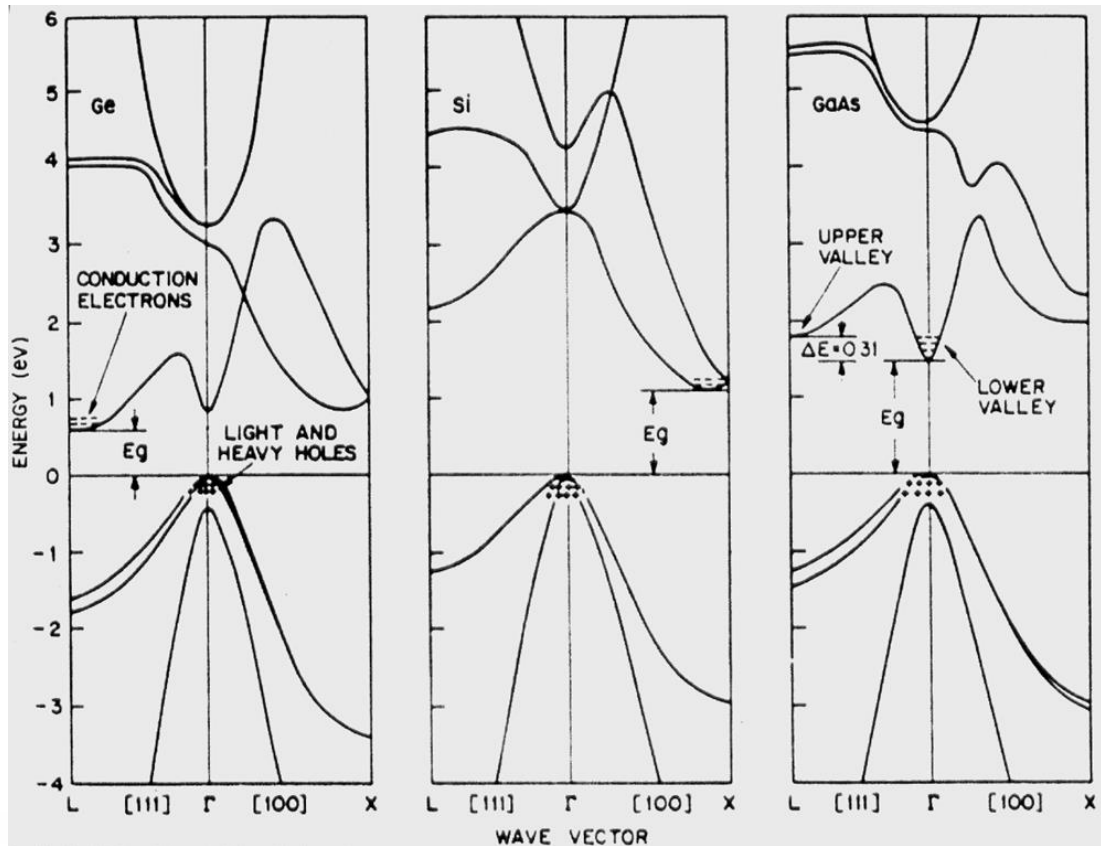 6
5
4
3
2
1
0
-1
-2
-3
-4
ENERGY (eV)
Ge
CONDUCTION
ELECTRONS
Eg
LIGHT AND
HEAVY HOLES
L [111] Γ [100] X
Si
Eg
L [111] Γ [100] X
GaAs
UPPER
VALLEY
ΔE=0.31
LOWER
VALLEY
Eg
L [111] Γ [100] X
WAVE VECTOR